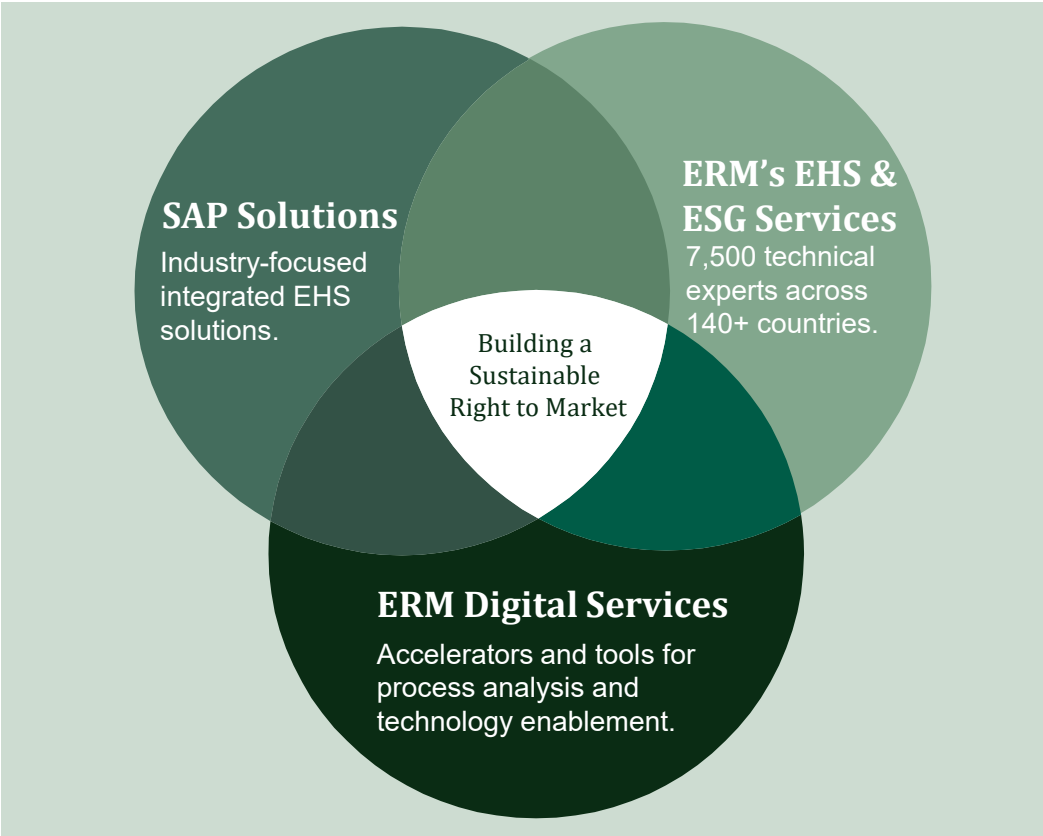 SAP Solutions
Industry-focused
integrated EHS
solutions.
ERM’s EHS &
ESG Services
7,500 technical
experts across
140+ countries.
Building a
Sustainable
Right to Market
ERM Digital Services
Accelerators and tools for
process analysis and
technology enablement.